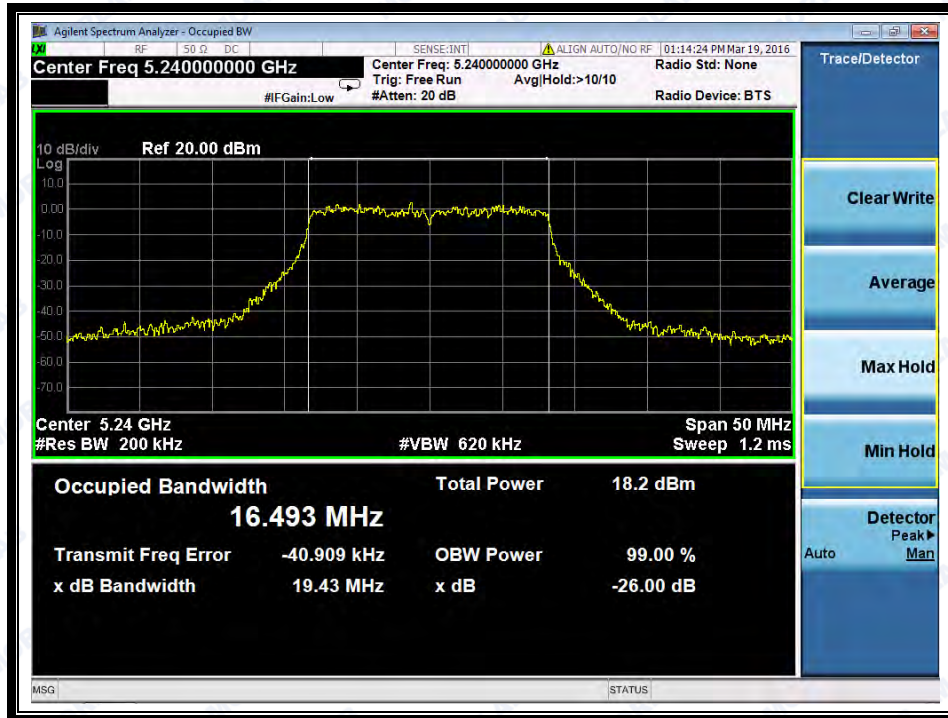 Agilent Spectrum Analyzer - Occupied BW
LXI RF 50 Ω DC SENSE:INT ALIGN AUTO/NO RF 01:14:24 PM Mar 19, 2016
Center Freq 5.240000000 GHz
Center Freq: 5.240000000 GHz
Radio Std: None
Trig: Free Run Avg|Hold:>10/10
#IFGain:Low
#Atten: 20 dB
Radio Device: BTS
Trace/Detector
10 dB/div Ref 20.00 dBm
Log
10.0
0.00
-10.0
-20.0
-30.0
-40.0
-50.0
-60.0
-70.0
Center 5.24 GHz Span 50 MHz
#Res BW 200 kHz #VBW 620 kHz Sweep 1.2 ms
Clear Write
Average
Max Hold
Min Hold
Detector
Peak▶
Auto Man
Occupied Bandwidth Total Power 18.2 dBm
16.493 MHz
Transmit Freq Error -40.909 kHz OBW Power 99.00 %
x dB Bandwidth 19.43 MHz x dB -26.00 dB
MSG STATUS